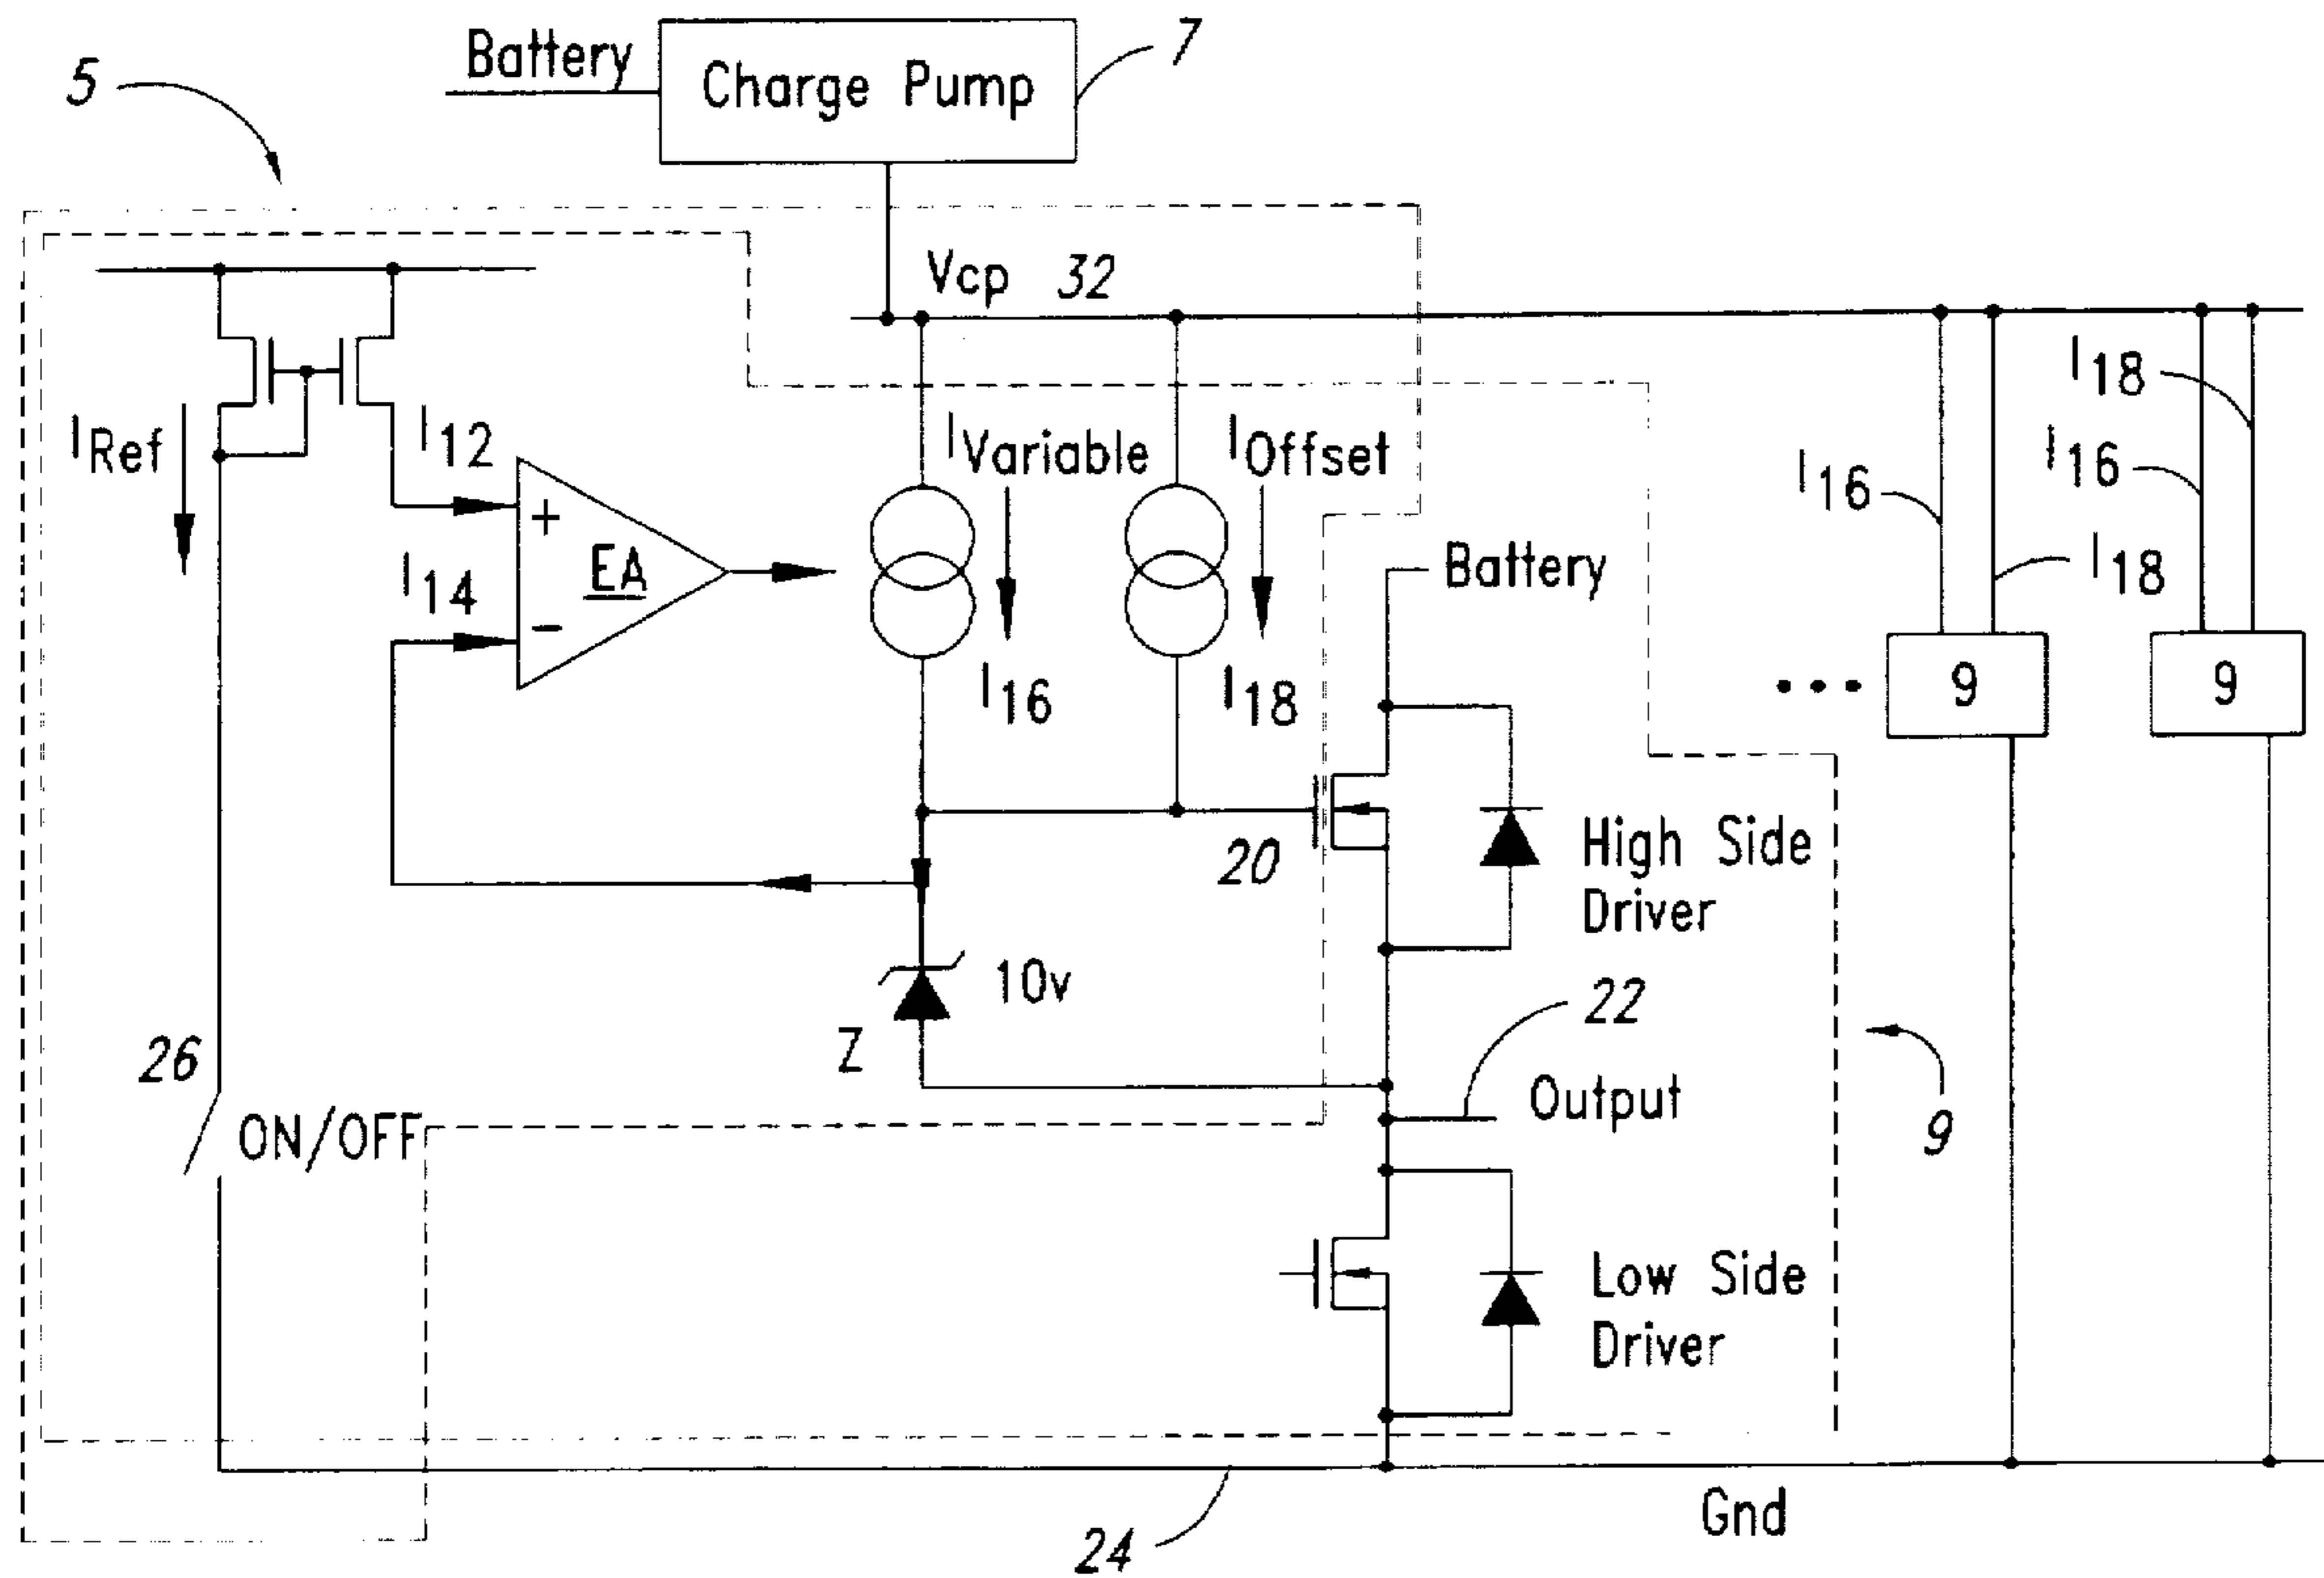 Battery
Charge Pump
7
5
Vcp 32
IRef
I12
I14
+
EA
-
IVariable
IOffset
I16
I18
Battery
I18
I16
I16
I18
9
9
20
High Side
Driver
10v
Z
22
Output
9
26
ON/OFF
Low Side
Driver
24
Gnd